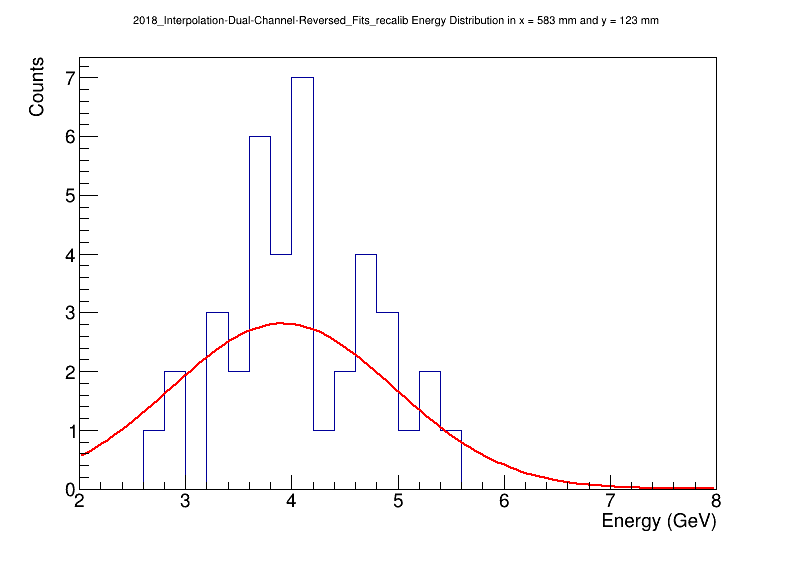 2018_Interpolation-Dual-Channel-Reversed_Fits_recalib Energy Distribution in x = 583 mm and y = 123 mm
Counts
7
6
5
4
3
2
1
0
2 3 4 5 6 7 8
Energy (GeV)